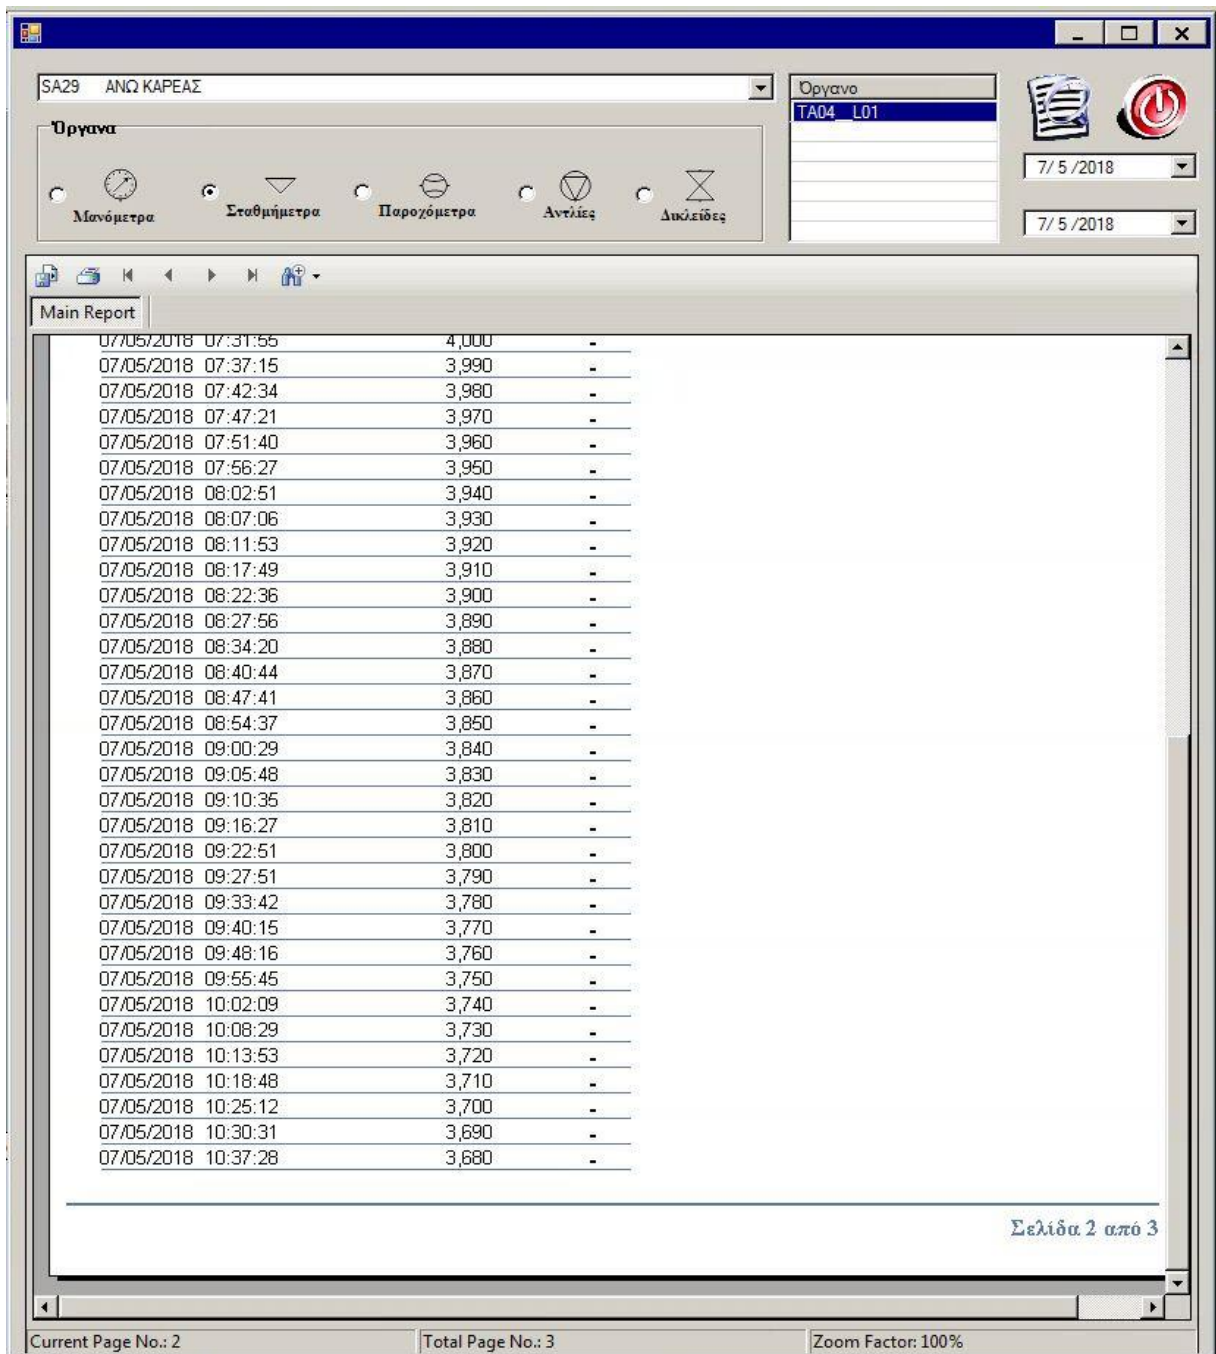 SA29 ΑΝΩ ΚΑΡΕΑΣ
Όργανο
TA04__L01
Όργανα
7/ 5 /2018
Μανόμετρα
Σταθμήμετρα
Παροχόμετρα
Αντλίες
Δικλείδες
7/ 5 /2018
Main Report
07/05/2018 07:31:55 4,000 -
07/05/2018 07:37:15 3,990 -
07/05/2018 07:42:34 3,980 -
07/05/2018 07:47:21 3,970 -
07/05/2018 07:51:40 3,960 -
07/05/2018 07:56:27 3,950 -
07/05/2018 08:02:51 3,940 -
07/05/2018 08:07:06 3,930 -
07/05/2018 08:11:53 3,920 -
07/05/2018 08:17:49 3,910 -
07/05/2018 08:22:36 3,900 -
07/05/2018 08:27:56 3,890 -
07/05/2018 08:34:20 3,880 -
07/05/2018 08:40:44 3,870 -
07/05/2018 08:47:41 3,860 -
07/05/2018 08:54:37 3,850 -
07/05/2018 09:00:29 3,840 -
07/05/2018 09:05:48 3,830 -
07/05/2018 09:10:35 3,820 -
07/05/2018 09:16:27 3,810 -
07/05/2018 09:22:51 3,800 -
07/05/2018 09:27:51 3,790 -
07/05/2018 09:33:42 3,780 -
07/05/2018 09:40:15 3,770 -
07/05/2018 09:48:16 3,760 -
07/05/2018 09:55:45 3,750 -
07/05/2018 10:02:09 3,740 -
07/05/2018 10:08:29 3,730 -
07/05/2018 10:13:53 3,720 -
07/05/2018 10:18:48 3,710 -
07/05/2018 10:25:12 3,700 -
07/05/2018 10:30:31 3,690 -
07/05/2018 10:37:28 3,680 -
Σελίδα 2 από 3
Current Page No.: 2
Total Page No.: 3
Zoom Factor: 100%